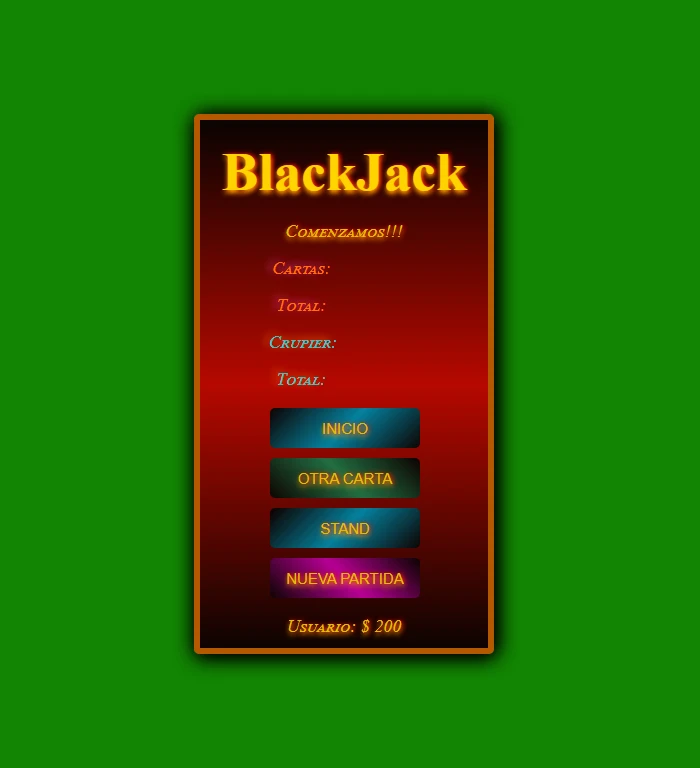 BlackJack
Comenzamos!!!
Cartas:
Total:
Crupier:
Total:
INICIO
OTRA CARTA
STAND
NUEVA PARTIDA
Usuario: $ 200